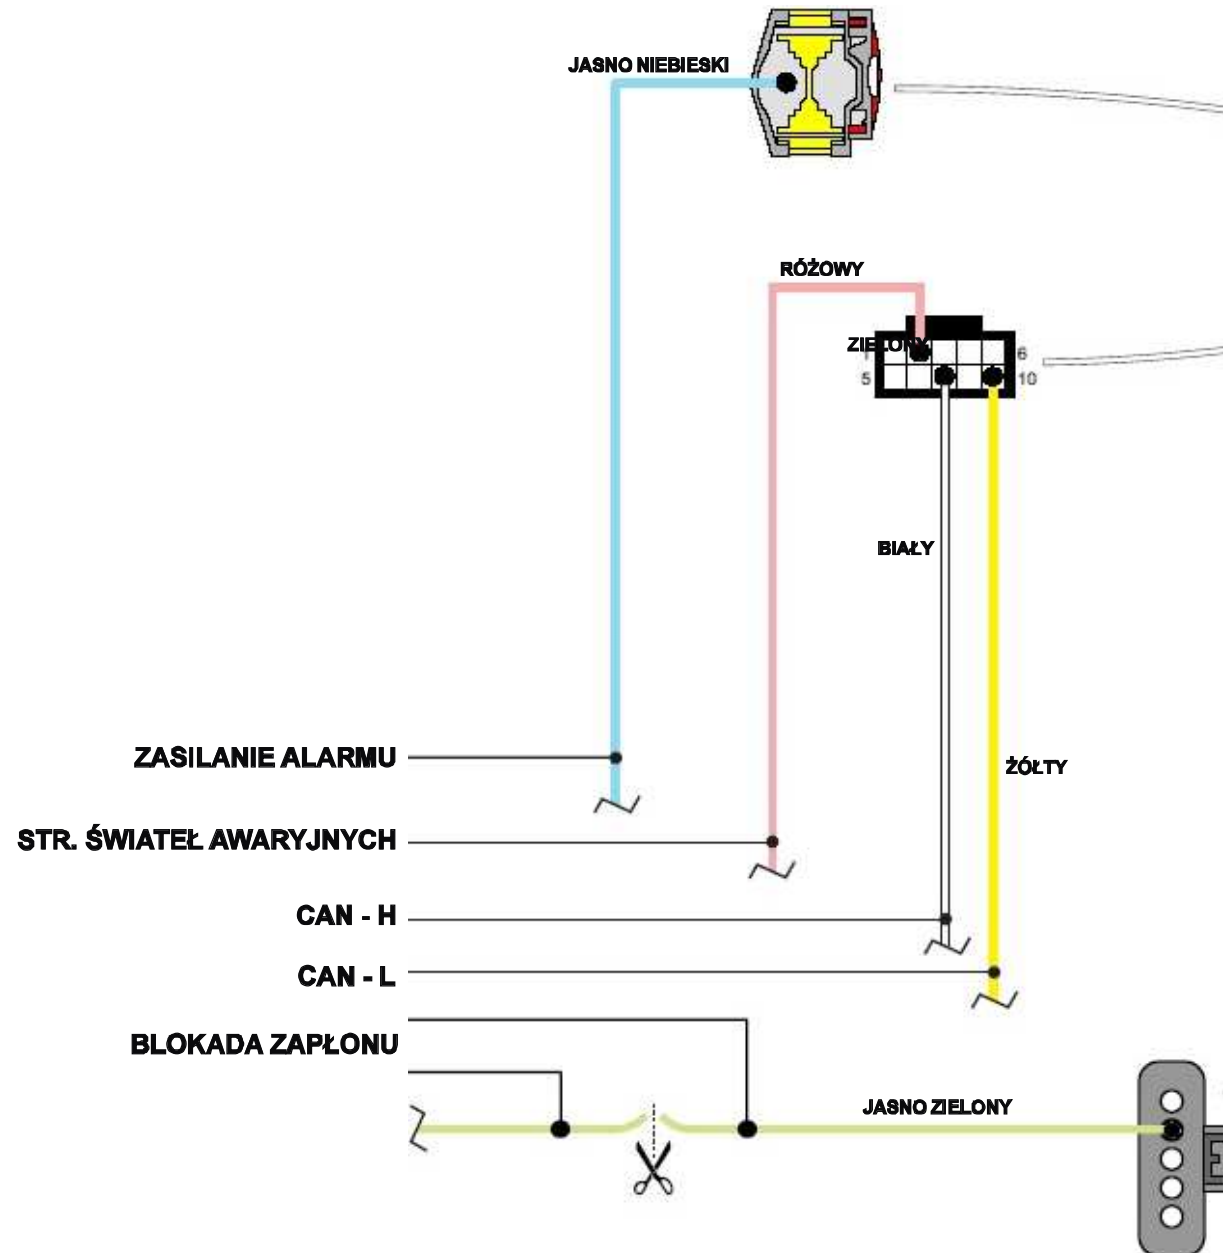 JASNO NIEBIESKI
RÓŻOWY
ZIELONY
1 6
5 10
BIAŁY
ZASILANIE ALARMU
ŻÓŁTY
STR. ŚWIATEŁ AWARYJNYCH
CAN - H
CAN - L
BLOKADA ZAPŁONU
JASNO ZIELONY